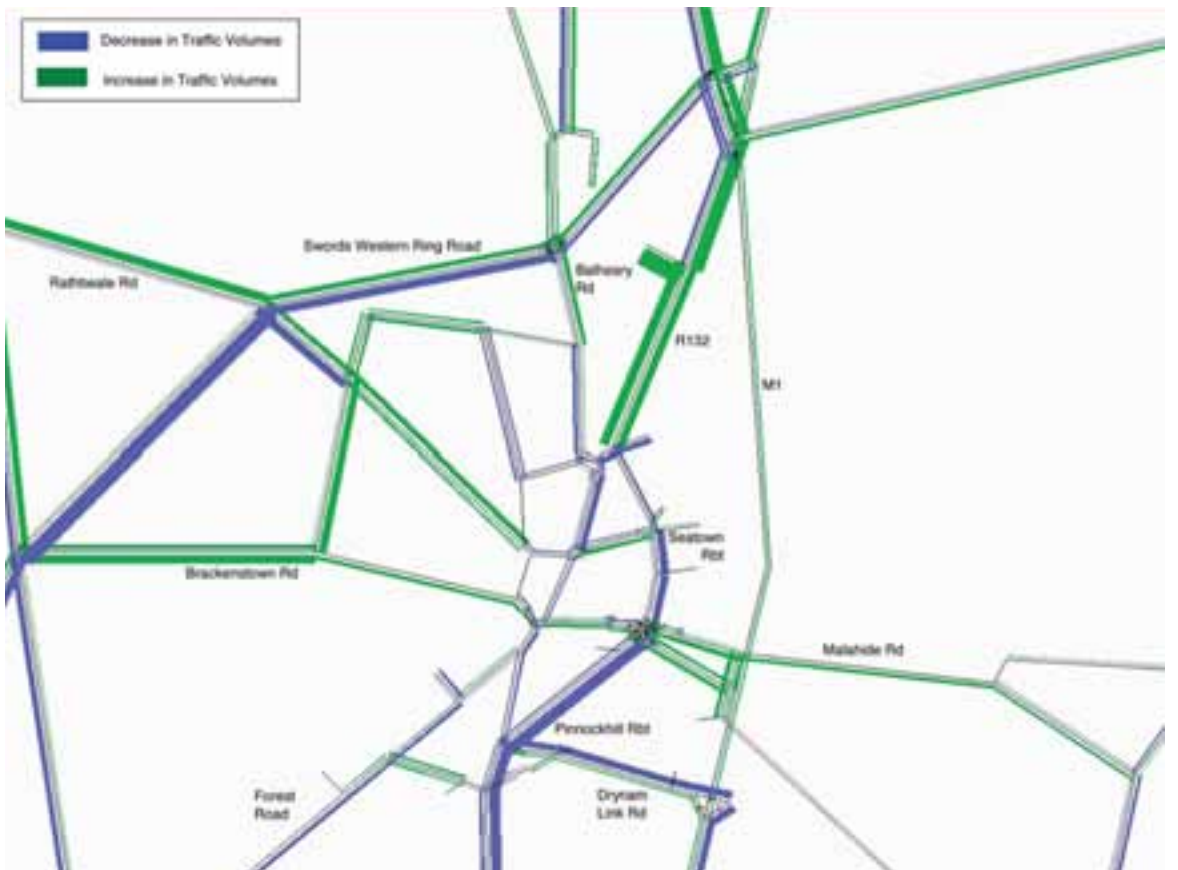 Decrease in Traffic Volumes
Increase in Traffic Volumes
Swords Western Ring Road
Rathbeale Rd
Balheary
Rd
R132
M1
Seatown
Rbt
Brackenstown Rd
Malahide Rd
Pinnockhill Rbt
Forest
Road
Drynam
Link Rd